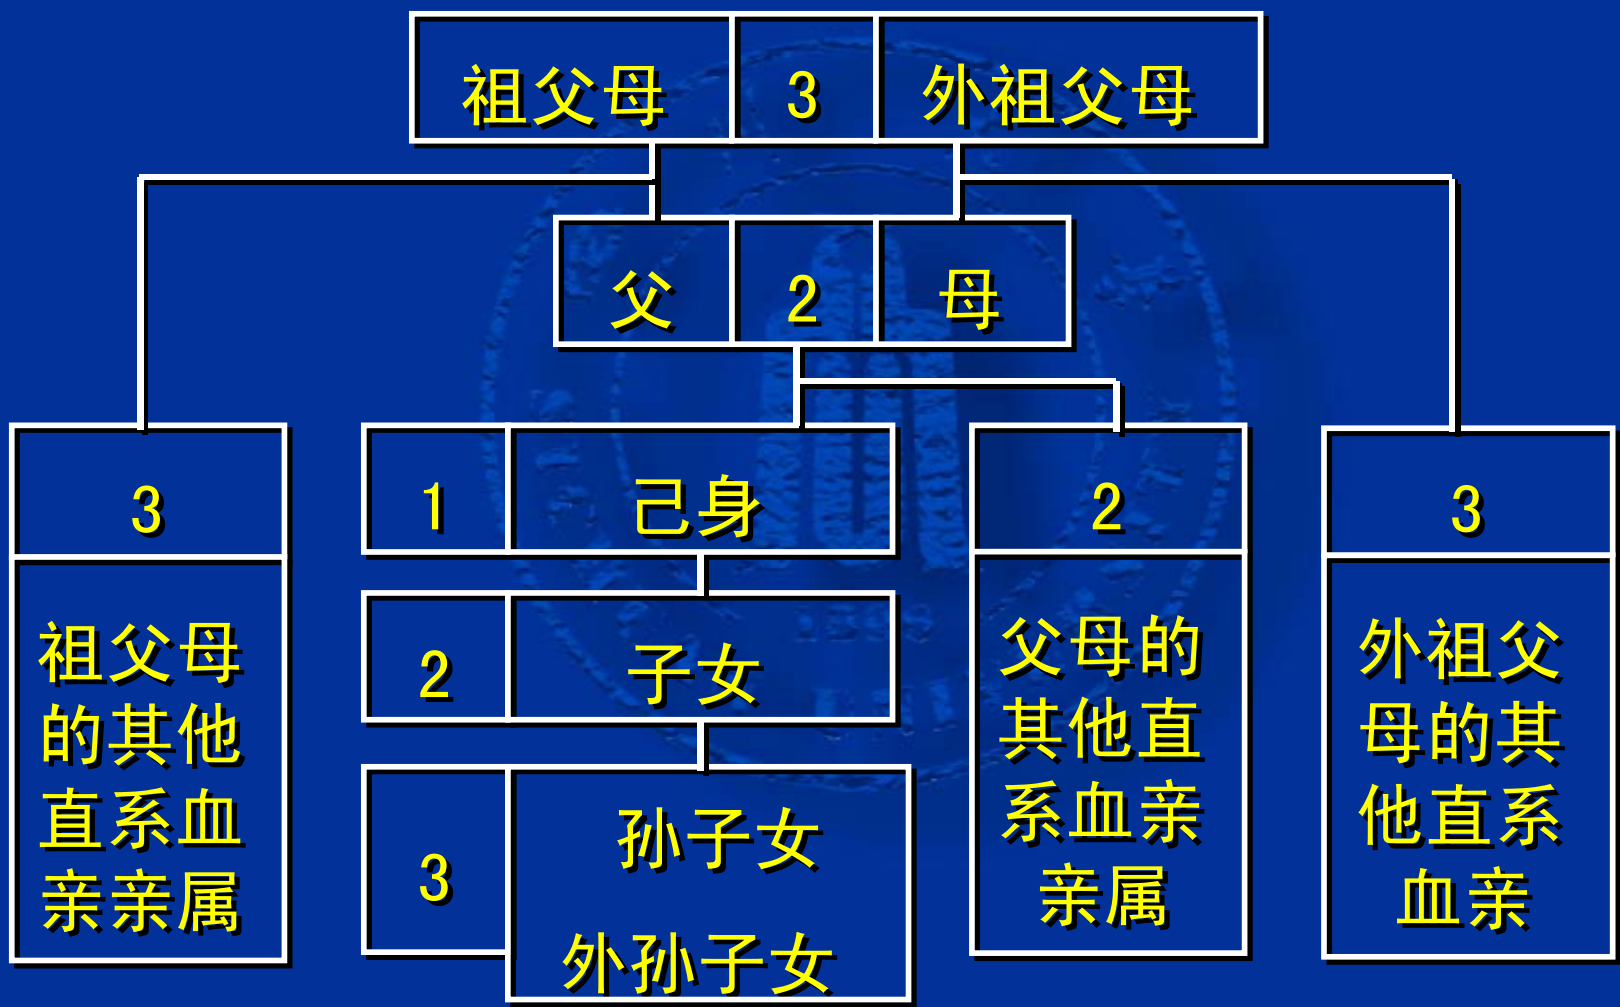 祖父母 3 外祖父母
父 2 母
3
祖父母
的其他
直系血
亲亲属
1 己身
2 子女
3 孙子女
外孙子女
2
父母的
其他直
系血亲
亲属
3
外祖父
母的其
他直系
血亲